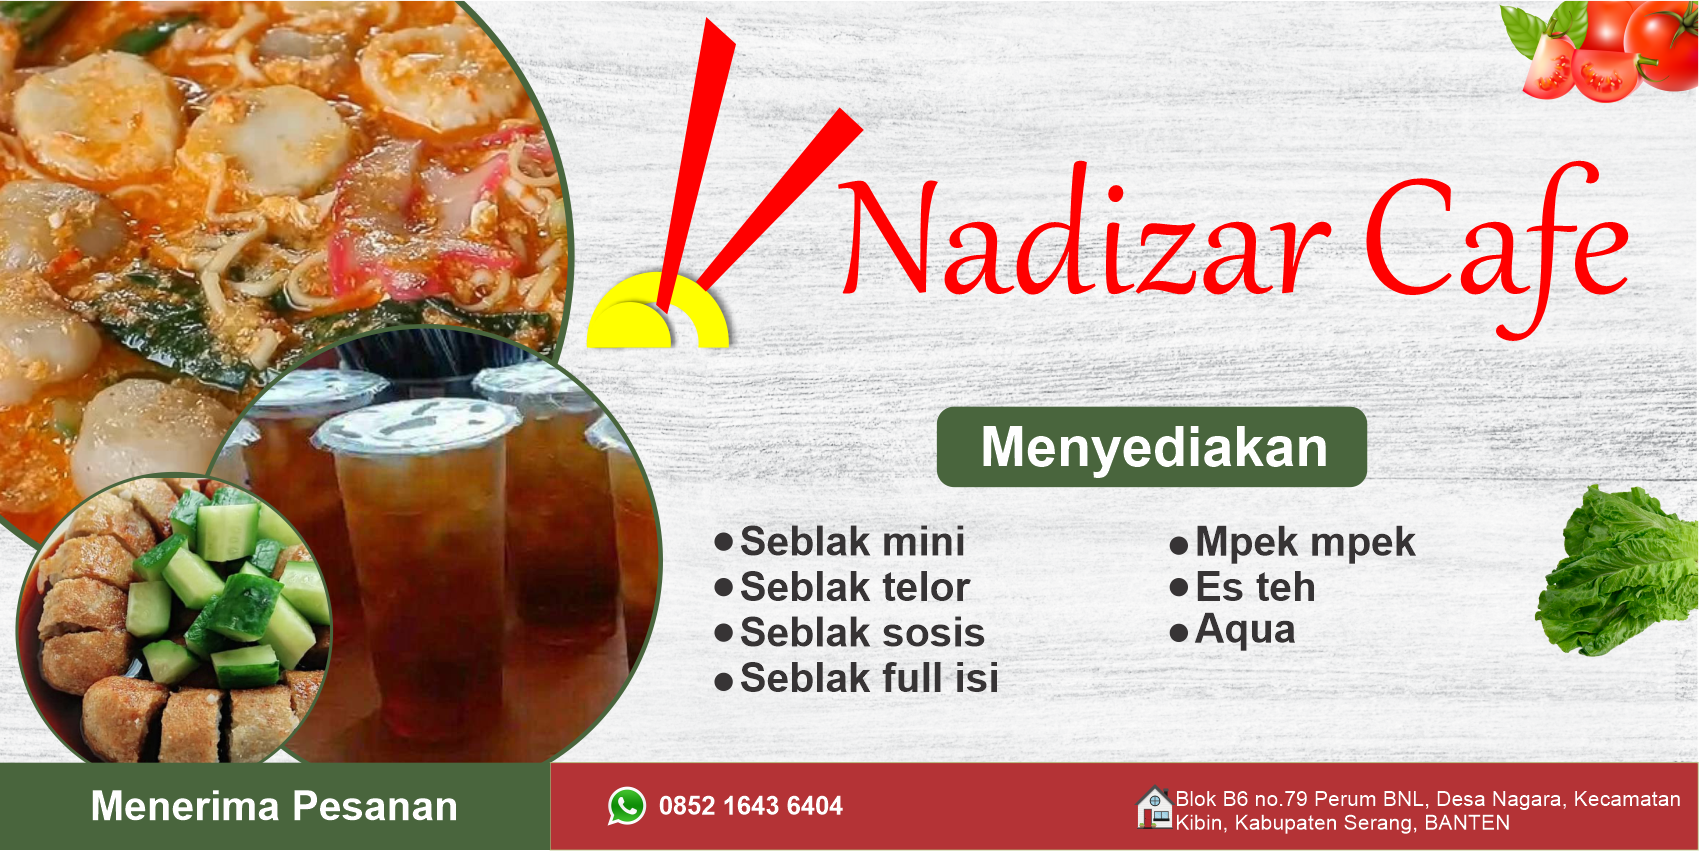 Nadizar Cafe
Menyediakan
• Seblak mini
• Seblak telor
• Seblak sosis
• Seblak full isi
• Mpek mpek
• Es teh
• Aqua
Menerima Pesanan
0852 1643 6404
Blok B6 no.79 Perum BNL, Desa Nagara, Kecamatan
Kibin, Kabupaten Serang, BANTEN